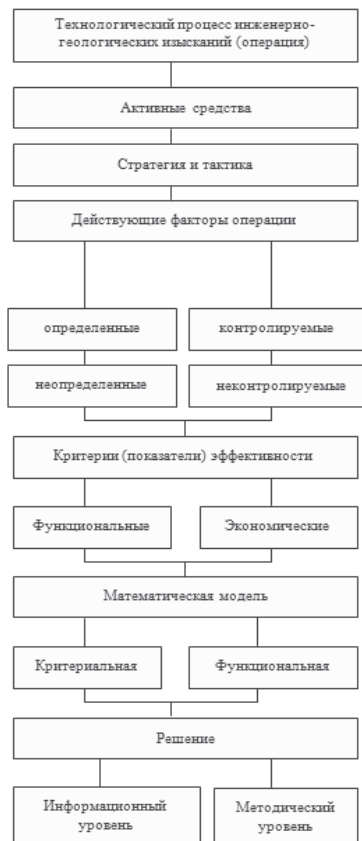 Технологический процесс инженерно-
геологических изысканий (операция)
Активные средства
Стратегия и тактика
Действующие факторы операции
определенные
контролируемые
неопределенные
неконтролируемые
Критерии (показатели) эффективности
Функциональные
Экономические
Математическая модель
Критериальная
Функциональная
Решение
Информационный
уровень
Методический
уровень